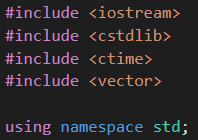 #include <iostream>
#include <cstdlib>
#include <ctime>
#include <vector>
using namespace std;